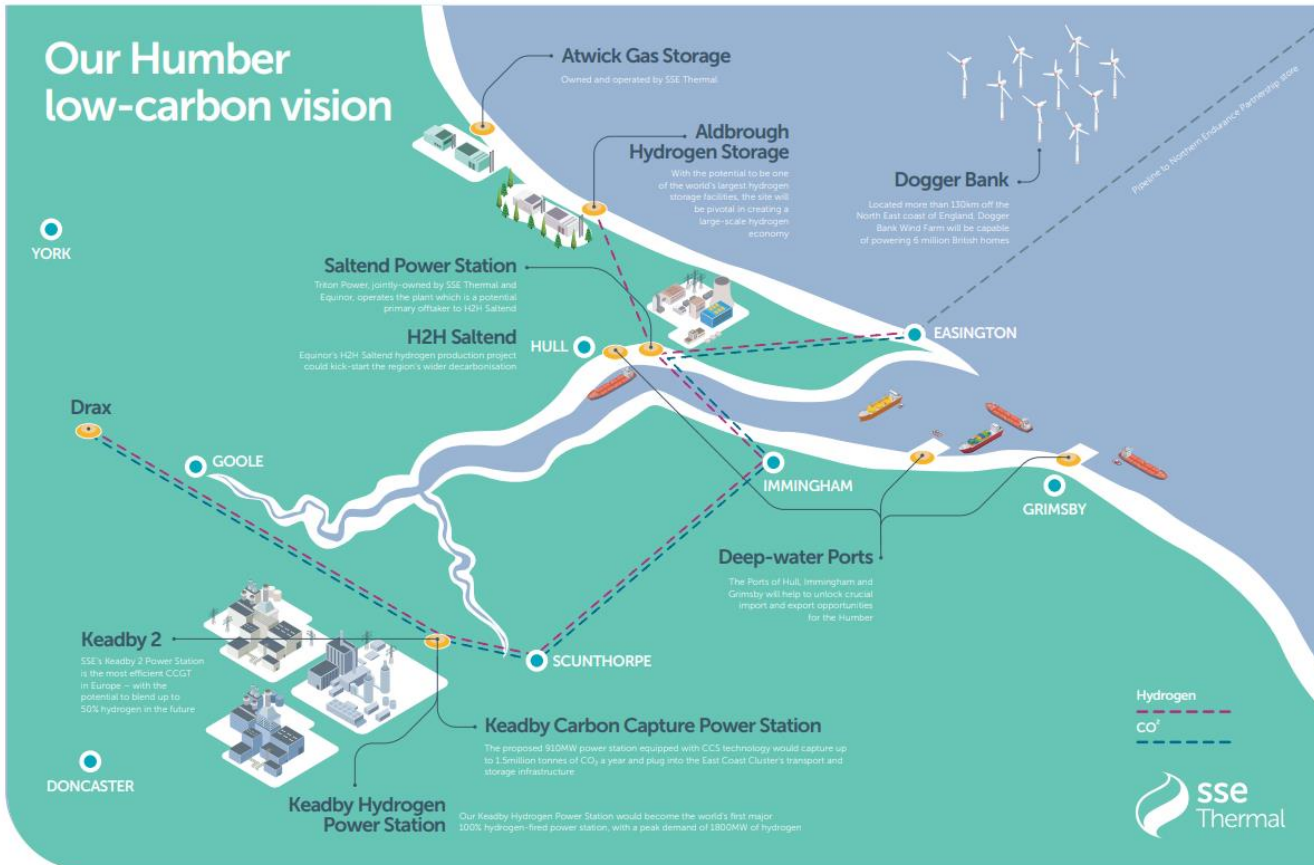 Our Humber
low-carbon vision
Atwick Gas Storage
Owned and operated by SSE Thermal
Aldbrough
Hydrogen Storage
With the potential to be one
of the world's largest hydrogen
storage facilities, the site will
be pivotal in creating a
large-scale hydrogen
economy
Dogger Bank
Located more than 130km off the
North East coast of England, Dogger
Bank Wind Farm will be capable
of powering 6 million British homes
Pipeline to Northern Endurance Partnership store
YORK
Saltend Power Station
Triton Power, jointly-owned by SSE Thermal and
Equinor, operates the plant which is a potential
primary offtaker to H2H Saltend
H2H Saltend
Equinor's H2H Saltend hydrogen production project
could kick-start the region's wider decarbonisation
HULL
EASINGTON
Drax
GOOLE
IMMINGHAM
GRIMSBY
Deep-water Ports
The Ports of Hull, Immingham and
Grimsby will help to unlock crucial
import and export opportunities
for the Humber
Keadby 2
SSE's Keadby 2 Power Station
is the most efficient CCGT
in Europe – with the
potential to blend up to
50% hydrogen in the future
SCUNTHORPE
Keadby Carbon Capture Power Station
The proposed 910MW power station equipped with CCS technology would capture up
to 1.5million tonnes of CO₂ a year and plug into the East Coast Cluster's transport and
storage infrastructure
DONCASTER
Keadby Hydrogen
Power Station
Our Keadby Hydrogen Power Station would become the world's first major
100% hydrogen-fired power station, with a peak demand of 1800MW of hydrogen
Hydrogen
CO²
sse
Thermal